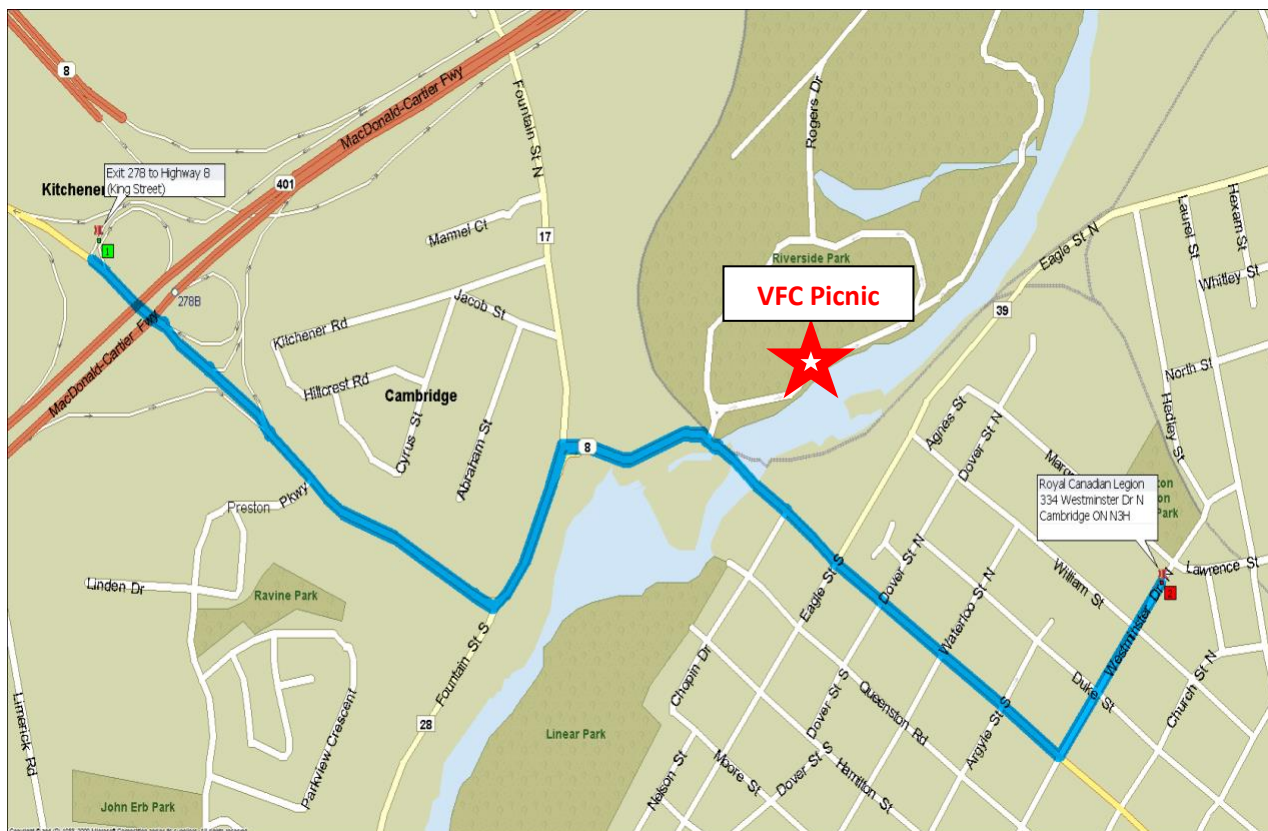 8
MacDonald-Cartier Fwy
Fountain St N
Rogers Dr
Exit 278 to Highway 8
(King Street)
Kitchener
401
Hexam St
Laurel St
Eagle St N
Marmel Ct
17
1
Riverside Park
Whitley St
278B
Jacob St
VFC Picnic
39
MacDonald-Cartier Fwy
Kitchener Rd
North St
Hillcrest Rd
Cambridge
Hedley St
Agnes St
Dover St N
Cyrus St
Abraham St
8
Royal Canadian Legion
334 Westminster Dr N
Cambridge ON N3H
Park
Preston Pkwy
Lawrence St
Linden Dr
Eagle St S
Dover St N
William St
2
Ravine Park
Waterloo St N
Westminster Dr N
Fountain St S
Chopin Dr
Duke St
Church St N
Dover St S
Queenston Rd
Argyle St S
Limerick Rd
28
Linear Park
Parkview Crescent
Moore St
Dover St S
Hamilton St
Nelson St
John Erb Park